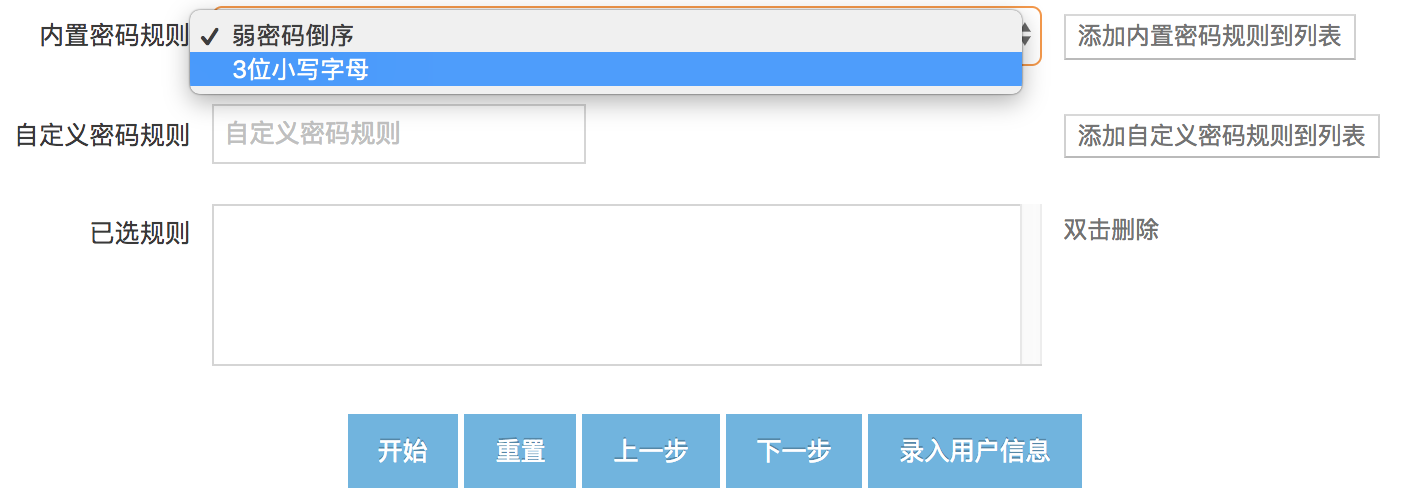 内置密码规则
✓ 弱密码倒序
添加内置密码规则到列表
3位小写字母
自定义密码规则
自定义密码规则
添加自定义密码规则到列表
已选规则
双击删除
开始
重置
上一步
下一步
录入用户信息